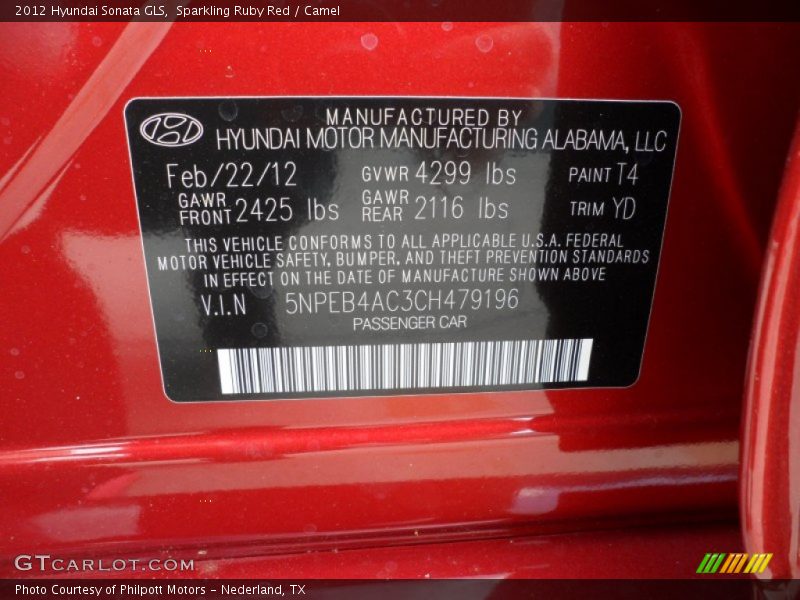 2012 Hyundai Sonata GLS, Sparkling Ruby Red / Camel
MANUFACTURED BY
HYUNDAI MOTOR MANUFACTURING ALABAMA, LLC
Feb/22/12 GVWR 4299 lbs PAINT T4
GAWR FRONT 2425 lbs GAWR REAR 2116 lbs TRIM YD
THIS VEHICLE CONFORMS TO ALL APPLICABLE U.S.A. FEDERAL
MOTOR VEHICLE SAFETY, BUMPER, AND THEFT PREVENTION STANDARDS
IN EFFECT ON THE DATE OF MANUFACTURE SHOWN ABOVE
V.I.N 5NPEB4AC3CH479196
PASSENGER CAR
GTCARLOT.COM
Photo Courtesy of Philpott Motors - Nederland, TX